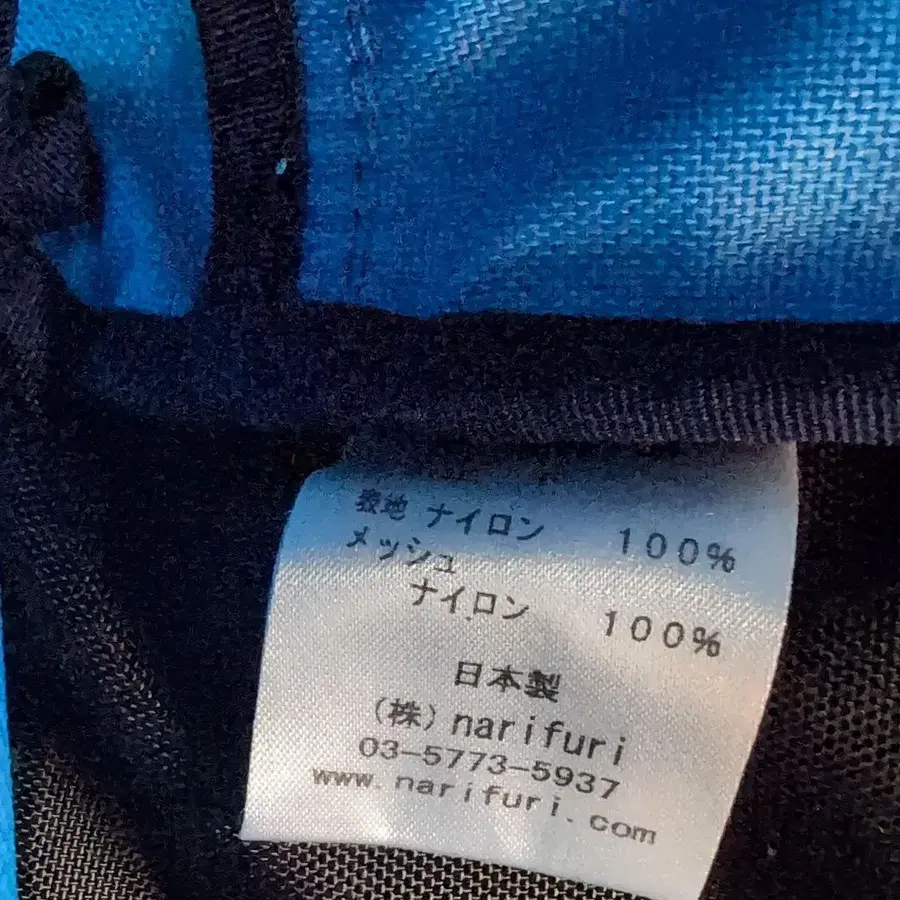 表地 ナイロン 100%
メッシュ
ナイロン 100%
日本製
(株) narifuri
03-5773-5937
www.narifuri.com